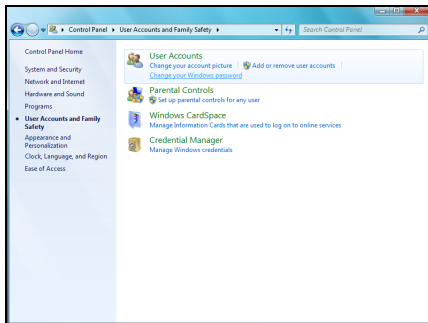 Control Panel ▸ User Accounts and Family Safety ▸
Search Control Panel
Control Panel Home
System and Security
Network and Internet
Hardware and Sound
Programs
User Accounts and Family
Safety
Appearance and
Personalization
Clock, Language, and Region
Ease of Access
User Accounts
Change your account picture
Add or remove user accounts
Change your Windows password
Parental Controls
Set up parental controls for any user
Windows CardSpace
Manage Information Cards that are used to log on to online services
Credential Manager
Manage Windows credentials